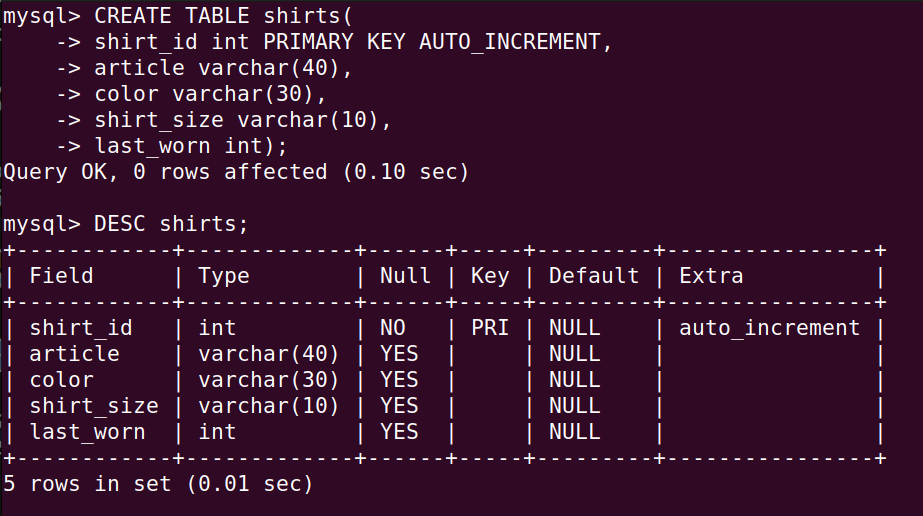 mysql> CREATE TABLE shirts(
    -> shirt_id int PRIMARY KEY AUTO_INCREMENT,
    -> article varchar(40),
    -> color varchar(30),
    -> shirt_size varchar(10),
    -> last_worn int);
Query OK, 0 rows affected (0.10 sec)

mysql> DESC shirts;
+------------+-------------+------+-----+---------+----------------+
| Field      | Type        | Null | Key | Default | Extra          |
+------------+-------------+------+-----+---------+----------------+
| shirt_id   | int         | NO   | PRI | NULL    | auto_increment |
| article    | varchar(40) | YES  |     | NULL    |                |
| color      | varchar(30) | YES  |     | NULL    |                |
| shirt_size | varchar(10) | YES  |     | NULL    |                |
| last_worn  | int         | YES  |     | NULL    |                |
+------------+-------------+------+-----+---------+----------------+
5 rows in set (0.01 sec)